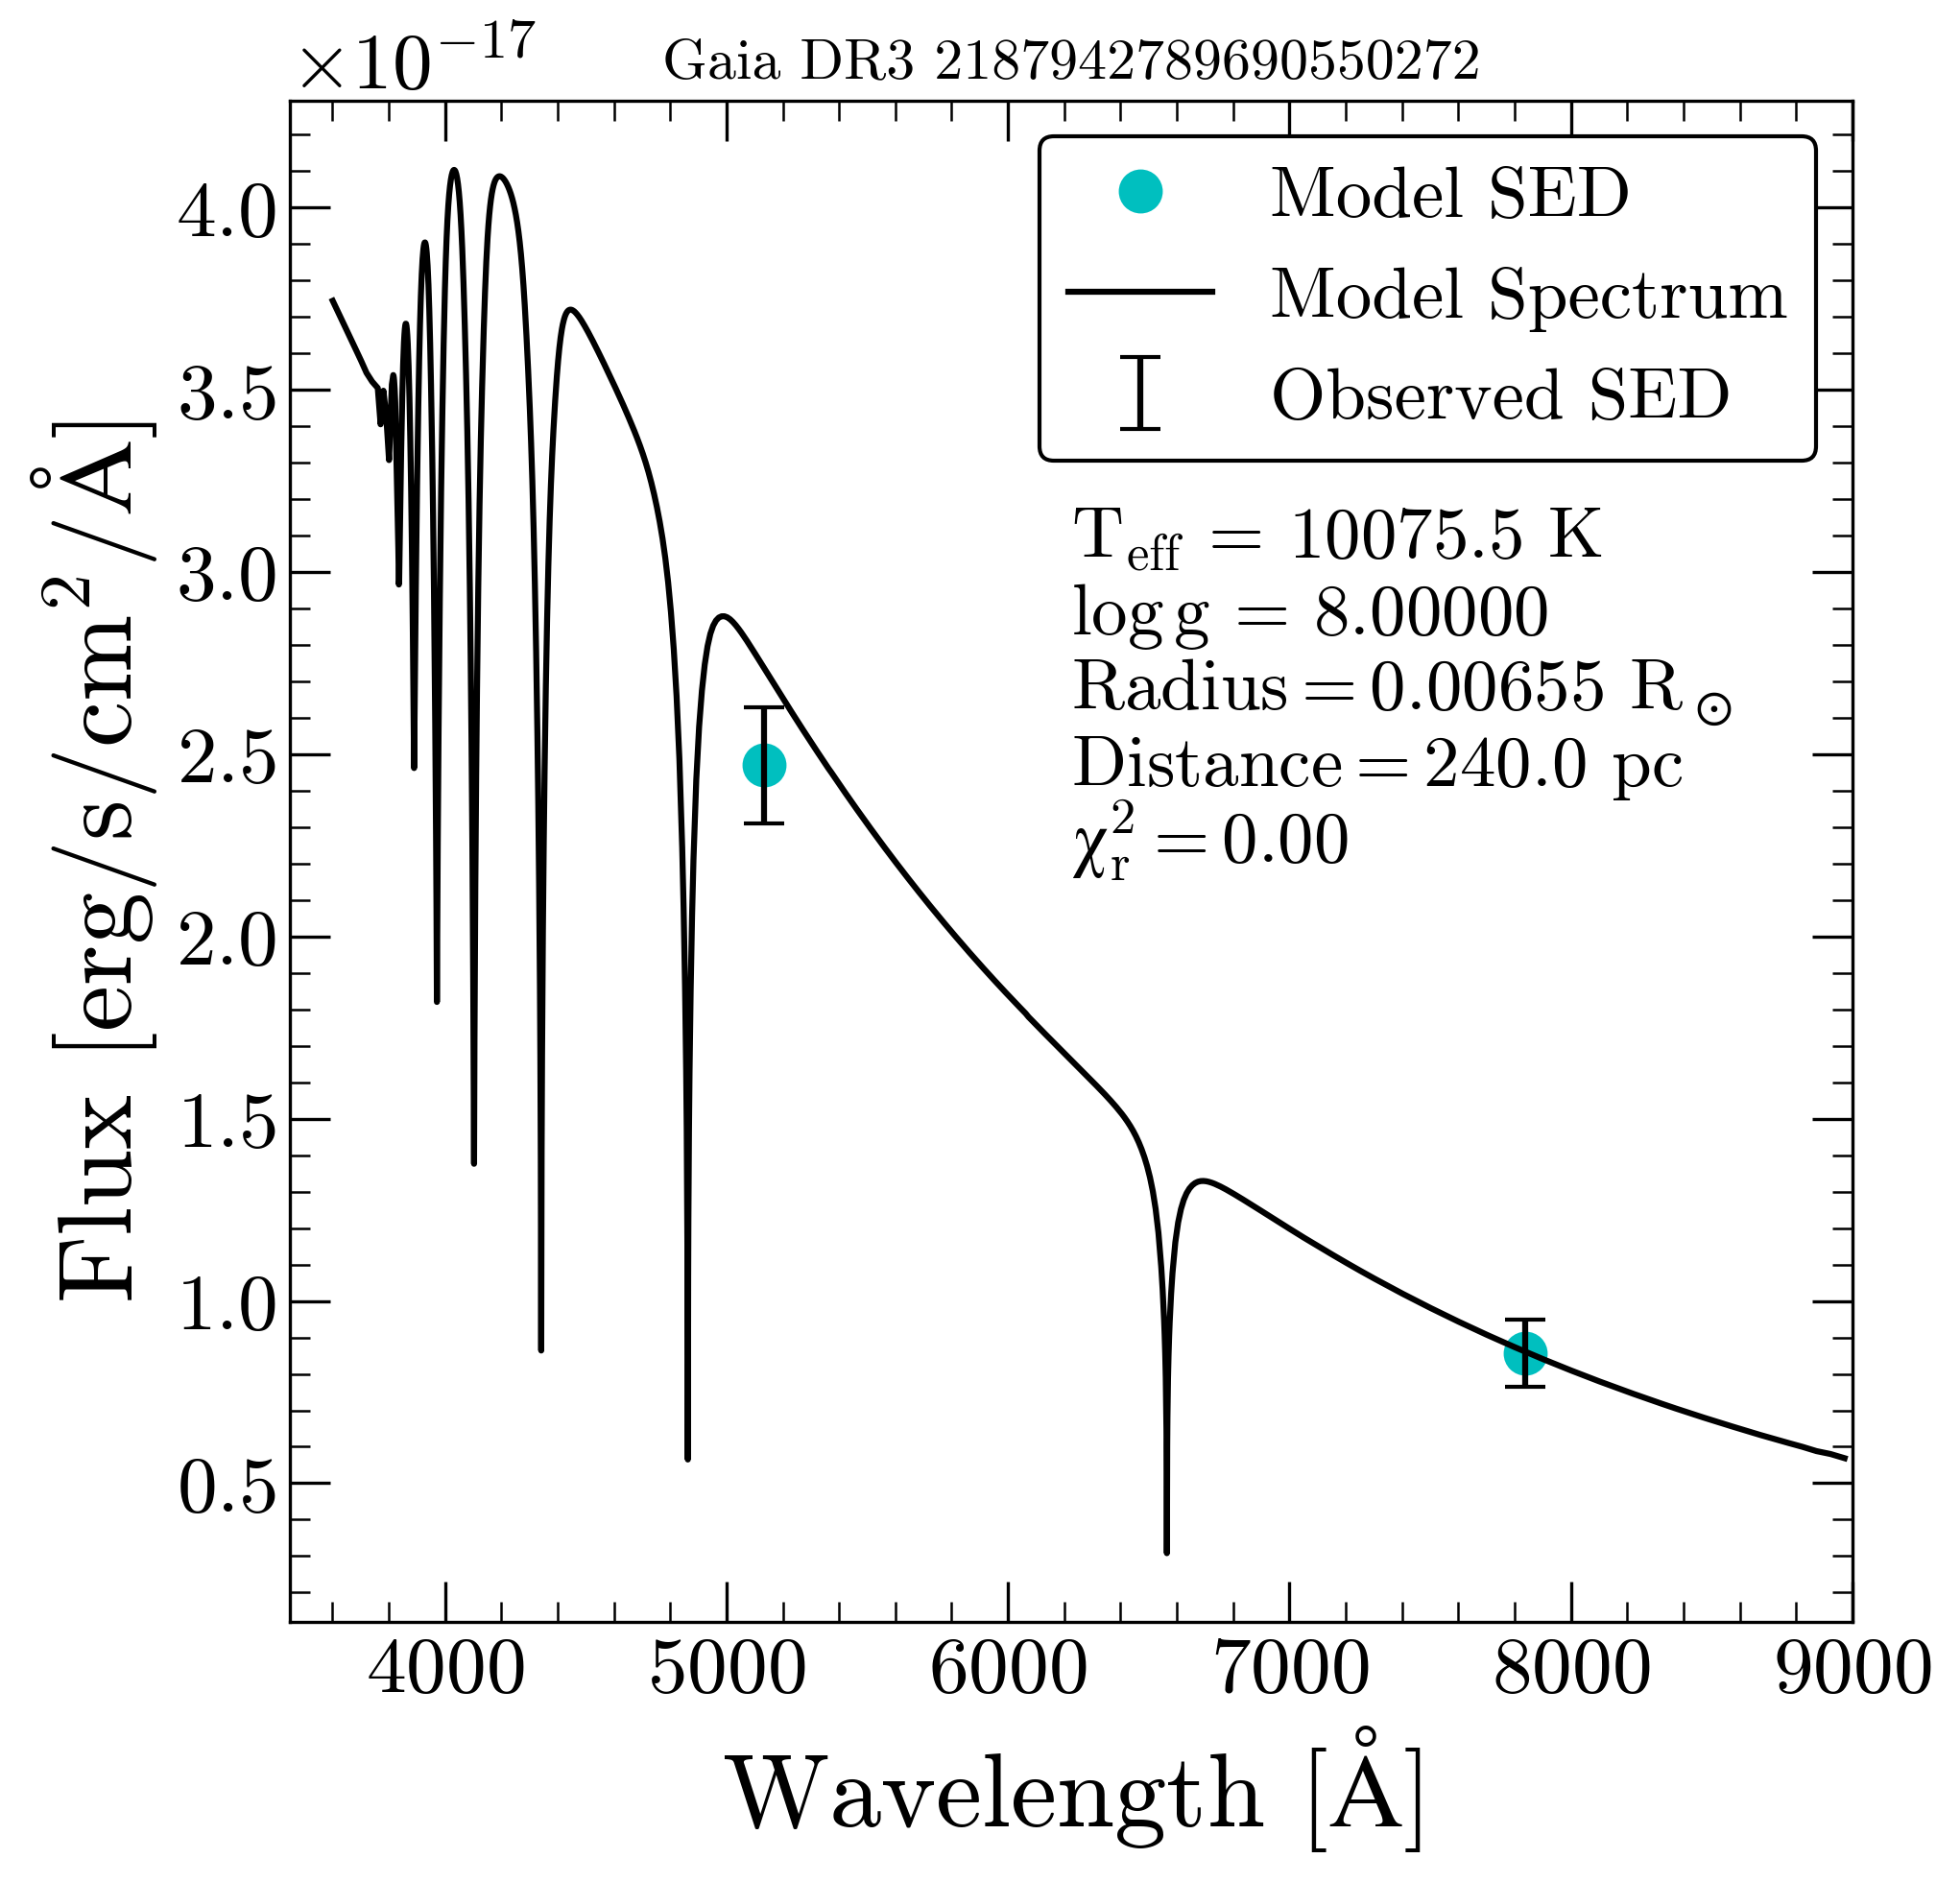 ×10⁻¹⁷
Gaia DR3 2187942789690550272
Model SED
Model Spectrum
Observed SED
T_eff = 10075.5 K
log g = 8.00000
Radius = 0.00655 R_⊙
Distance = 240.0 pc
χ²_r = 0.00
Flux [erg/s/cm²/Å]
4.0
3.5
3.0
2.5
2.0
1.5
1.0
0.5
4000 5000 6000 7000 8000 9000
Wavelength [Å]